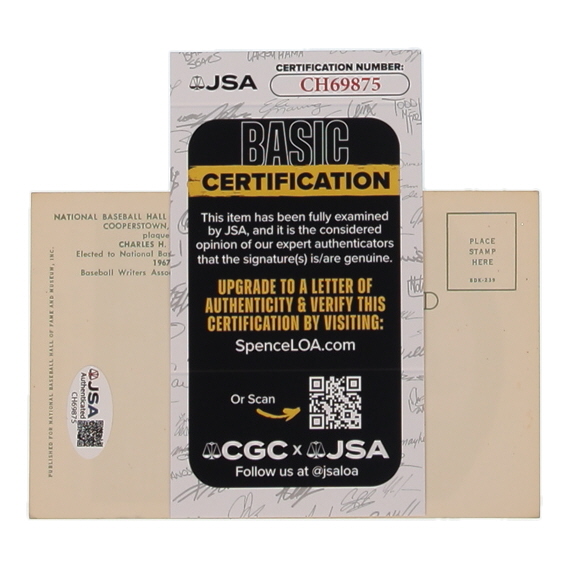 JSA
CERTIFICATION NUMBER:
CH69875
BASIC
CERTIFICATION
This item has been fully examined
by JSA, and it is the considered
opinion of our expert authenticators
that the signature(s) is/are genuine.
UPGRADE TO A LETTER OF
AUTHENTICITY & VERIFY THIS
CERTIFICATION BY VISITING:
SpenceLOA.com
Or Scan
CGC x JSA
Follow us at @jsaloa
NATIONAL BASEBALL HALL
COOPERSTOWN,
plaque
CHARLES H.
Elected to National Bas
1967
Baseball Writers Asso
PUBLISHED FOR NATIONAL BASEBALL HALL OF FAME AND MUSEUM, INC.
JSA
Authenticated
CH69875
PLACE
STAMP
HERE